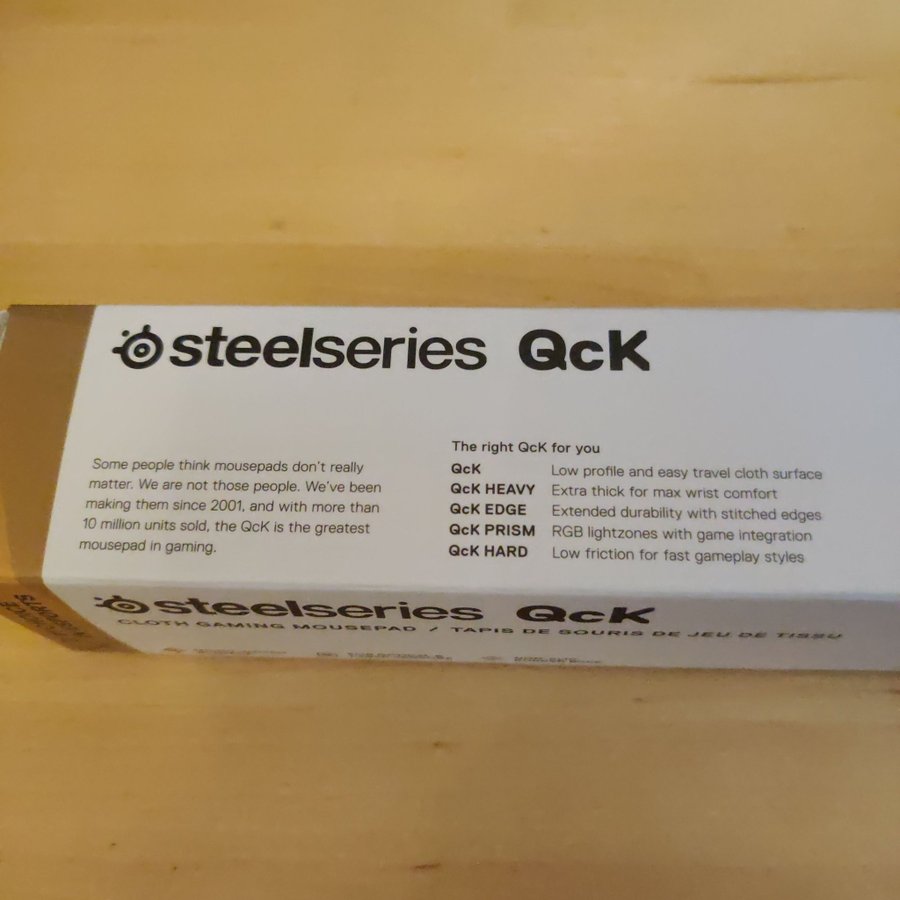 steelseries QcK
Some people think mousepads don't really
matter. We are not those people. We've been
making them since 2001, and with more than
10 million units sold, the QcK is the greatest
mousepad in gaming.
The right QcK for you
QcK Low profile and easy travel cloth surface
QcK HEAVY Extra thick for max wrist comfort
QcK EDGE Extended durability with stitched edges
QcK PRISM RGB lightzones with game integration
QcK HARD Low friction for fast gameplay styles
steelseries QcK
CLOTH GAMING MOUSEPAD / TAPIS DE SOURIS DE JEU DE TISSU